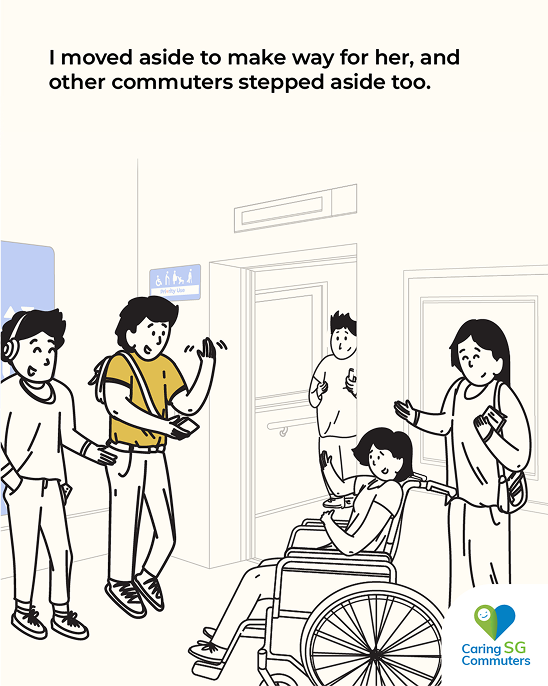 I moved aside to make way for her, and
other commuters stepped aside too.
Priority Use
Caring SG
Commuters